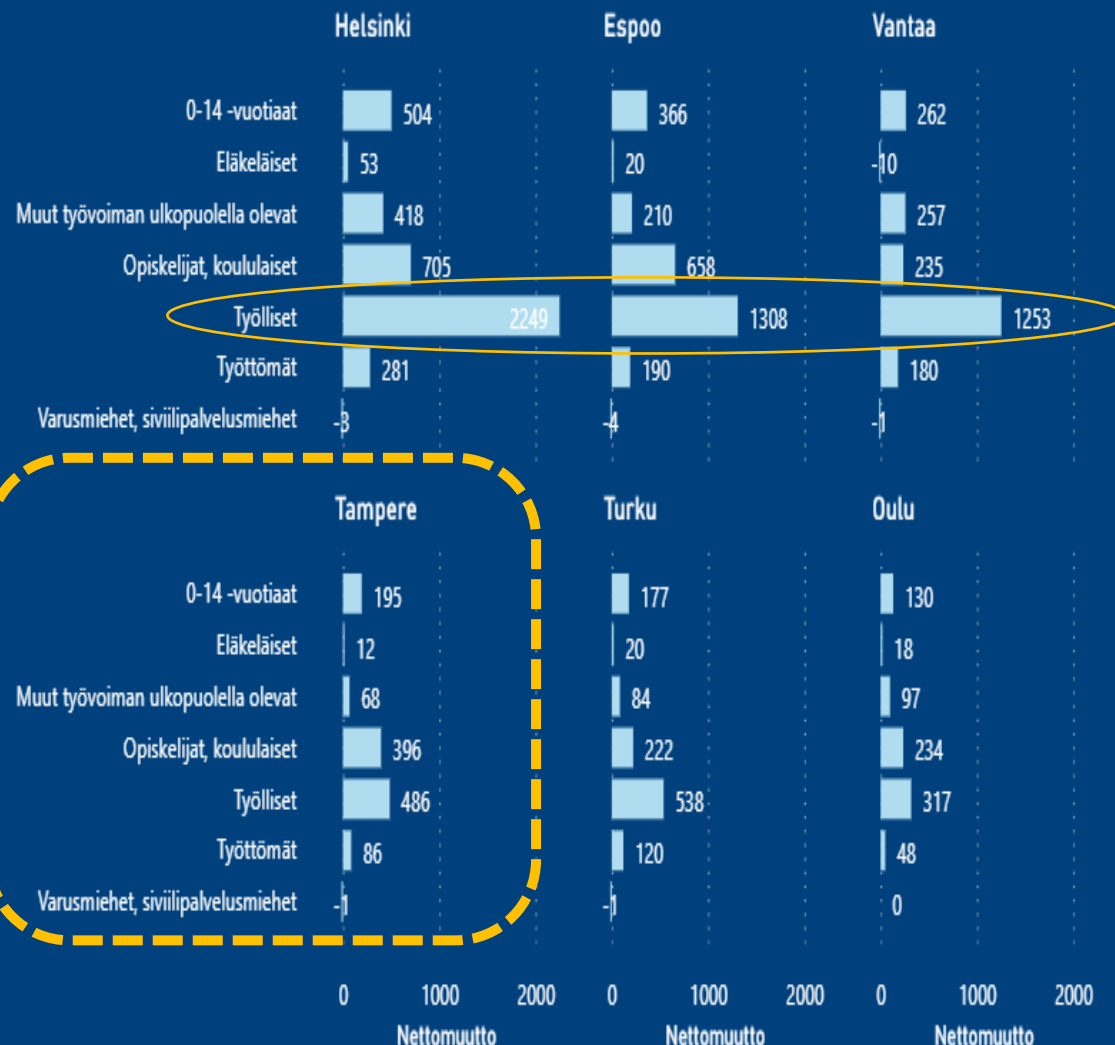 Helsinki Espoo Vantaa
0-14 -vuotiaat 504 366 262
Eläkeläiset 53 20 -10
Muut työvoiman ulkopuolella olevat 418 210 257
Opiskelijat, koululaiset 705 658 235
Työlliset 2249 1308 1253
Työttömät 281 190 180
Varusmiehet, siviilipalvelusmiehet -3 -4 -1
Tampere Turku Oulu
0-14 -vuotiaat 195 177 130
Eläkeläiset 12 20 18
Muut työvoiman ulkopuolella olevat 68 84 97
Opiskelijat, koululaiset 396 222 234
Työlliset 486 538 317
Työttömät 86 120 48
Varusmiehet, siviilipalvelusmiehet -1 -1 0
0 1000 2000 0 1000 2000 0 1000 2000
Nettomuutto Nettomuutto Nettomuutto